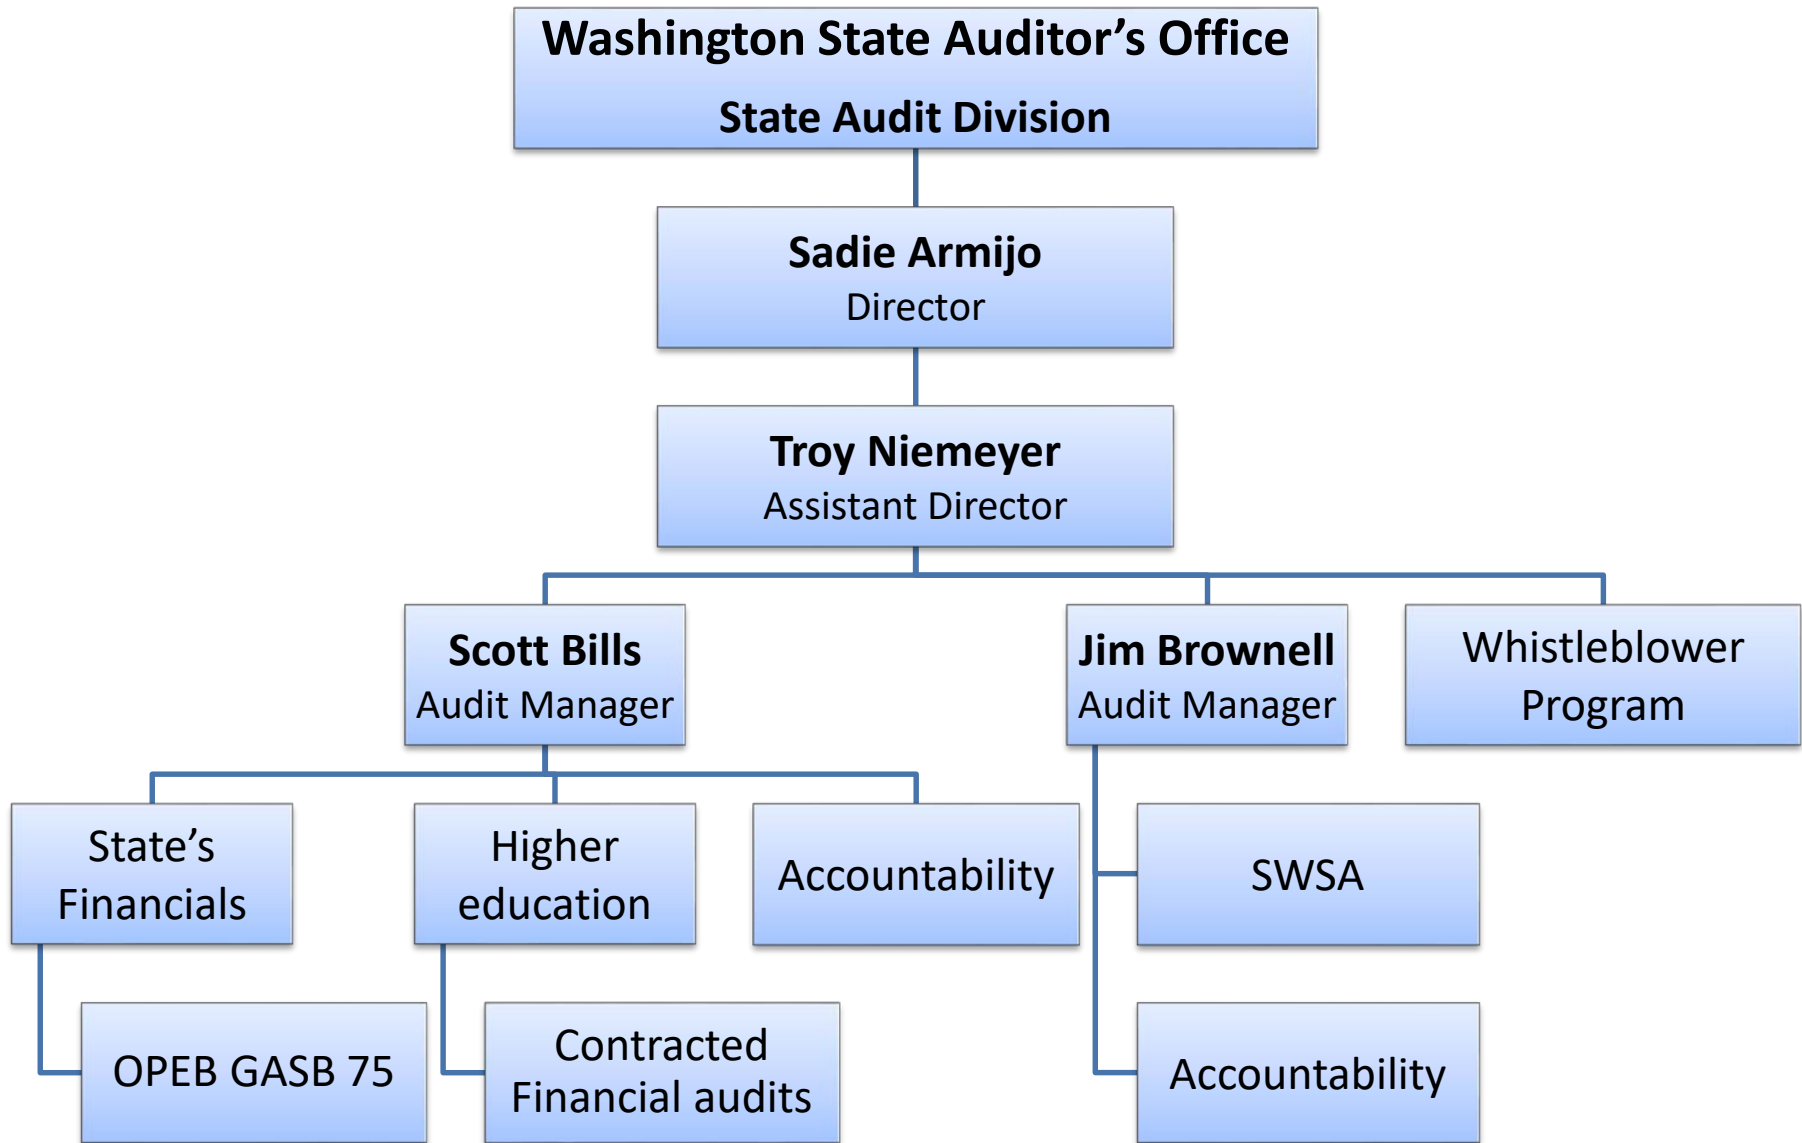 Washington State Auditor’s Office
State Audit Division
Sadie Armijo
Director
Troy Niemeyer
Assistant Director
Scott Bills
Audit Manager
Jim Brownell
Audit Manager
Whistleblower
Program
State’s
Financials
Higher
education
Accountability
SWSA
OPEB GASB 75
Contracted
Financial audits
Accountability